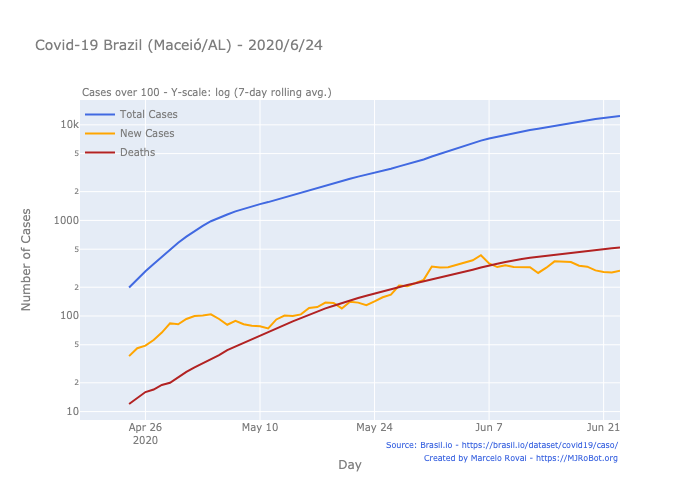 Covid-19 Brazil (Maceió/AL) - 2020/6/24
Cases over 100 - Y-scale: log (7-day rolling avg.)
Total Cases
New Cases
Deaths
10k
5
2
1000
5
2
100
5
2
10
Number of Cases
Apr 26
2020
May 10
May 24
Jun 7
Jun 21
Day
Source: Brasil.io - https://brasil.io/dataset/covid19/caso/
Created by Marcelo Rovai - https://MJRoBot.org